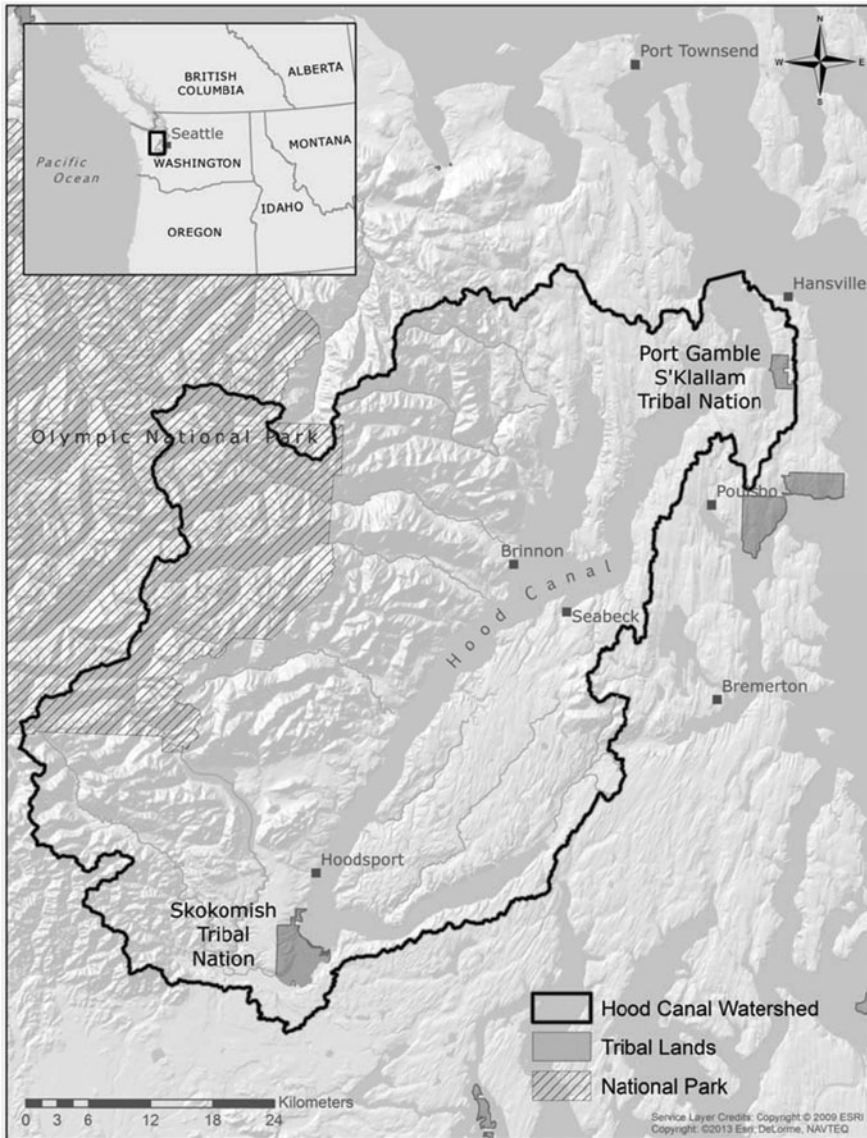 BRITISH
COLUMBIA
ALBERTA
Seattle
MONTANA
WASHINGTON
Pacific
Ocean
IDAHO
OREGON
N
W E
S
Port Townsend
Hansville
Port Gamble
S'Klallam
Tribal Nation
Olympic National Park
Poulsbo
Brinnon
Hood Canal
Seabeck
Bremerton
Hoodsport
Skokomish
Tribal
Nation
Hood Canal Watershed
Tribal Lands
National Park
Kilometers
0 3 6 12 18 24
Service Layer Credits: Copyright:© 2009 ESRI
Copyright: ©2013 Esri, DeLorme, NAVTEQ